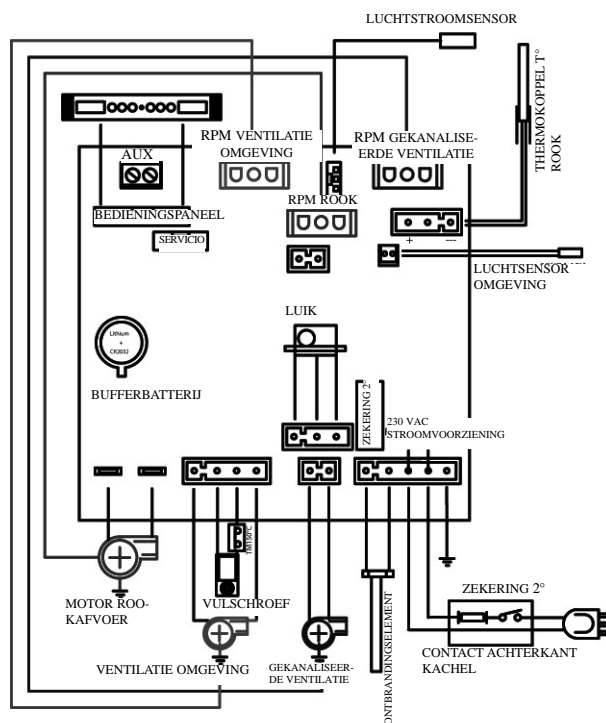 LUCHTSTROOMSENSOR
THERMOKOPPEL T°
ROOK
RPM VENTILATIE
OMGEVING
RPM GEKANALISE-
ERDE VENTILATIE
AUX
RPM ROOK
BEDIENINGSPANEEL
SERVICIO
+
---
LUCHTSENSOR
OMGEVING
LUIK
Lithium
+
CR2032
BUFFERBATTERIJ
ZEKERING 2°
230 VAC
STROOMVOORZIENING
TM150°C
MOTOR ROO-
KAFVOER
VULSCHROEF
ZEKERING 2°
VENTILATIE OMGEVING
GEKANALISEER-
DE VENTILATIE
ONTBRANDINGSELEMENT
CONTACT ACHTERKANT
KACHEL